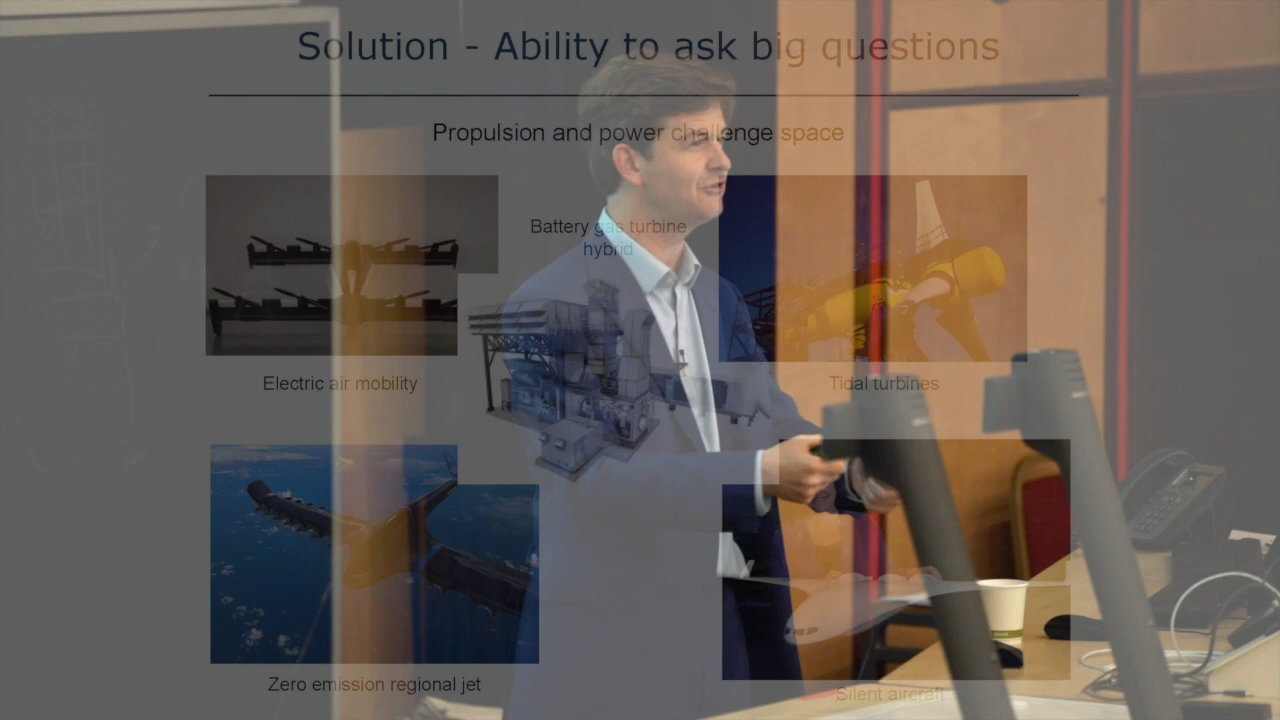 Solution - Ability to ask big questions
Propulsion and power challenge space
Battery gas turbine
hybrid
Electric air mobility
Tidal turbines
Zero emission regional jet
Silent aircraft